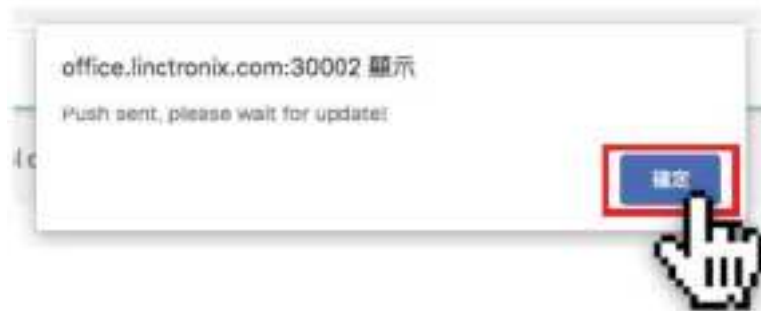 office.linctronix.com:30002 顯示
Push sent, please wait for update!
確定